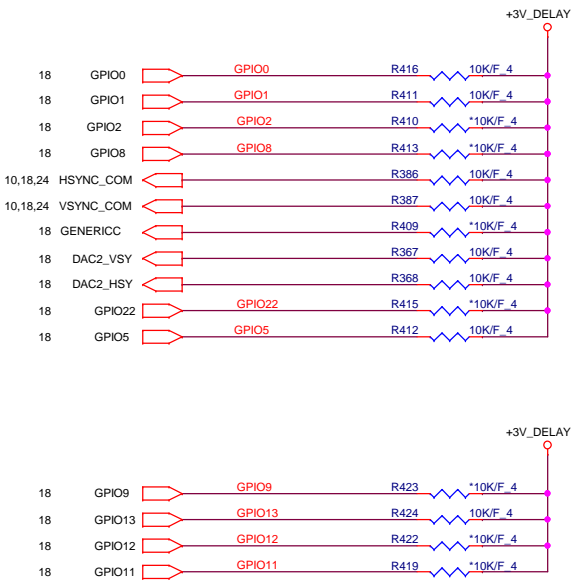 +3V_DELAY
18 GPIO0 GPIO0 R416 10K/F_4
18 GPIO1 GPIO1 R411 10K/F_4
18 GPIO2 GPIO2 R410 *10K/F_4
18 GPIO8 GPIO8 R413 *10K/F_4
10,18,24 HSYNC_COM R386 10K/F_4
10,18,24 VSYNC_COM R387 10K/F_4
18 GENERICC R409 *10K/F_4
18 DAC2_VSY R367 10K/F_4
18 DAC2_HSY R368 10K/F_4
18 GPIO22 GPIO22 R415 *10K/F_4
18 GPIO5 GPIO5 R412 10K/F_4
+3V_DELAY
18 GPIO9 GPIO9 R423 *10K/F_4
18 GPIO13 GPIO13 R424 10K/F_4
18 GPIO12 GPIO12 R422 *10K/F_4
18 GPIO11 GPIO11 R419 *10K/F_4